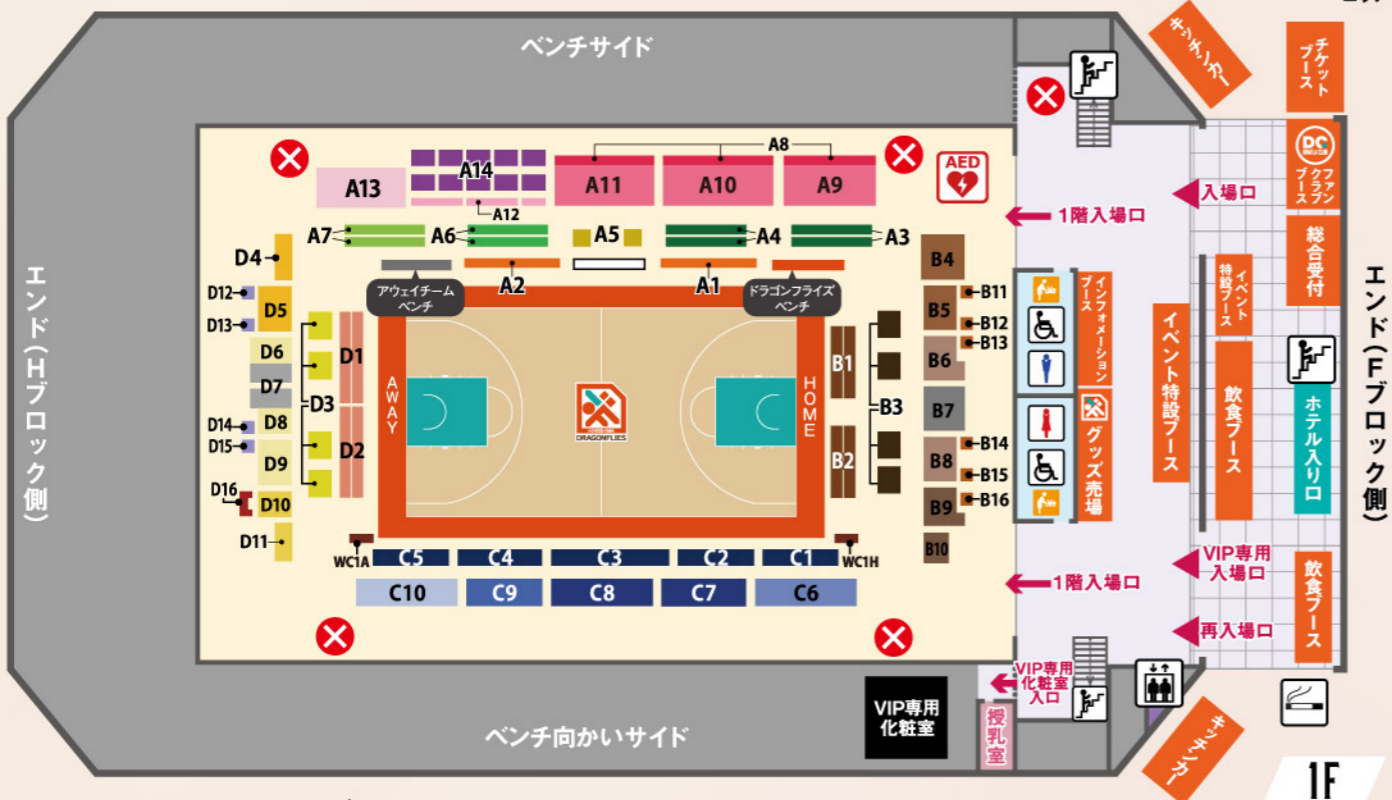 ベンチサイド
キッチンカー
チケット
ブース
DC
ファン
クラブ
ブース
AED
A8
A14
A13
A11
A10
A9
A12
入場口
1階入場口
A7
A6
A5
A4
A3
総合受付
D4
A2
A1
B4
アウェイチーム
ベンチ
ドラゴンフライズ
ベンチ
エンド(Hブロック側)
エンド(Fブロック側)
D12
D5
D13
B5
B11
B12
B13
インフォメーション
ブース
イベント
特設ブース
イベント特設ブース
D6
D7
D1
D3
B1
B3
B6
B7
AWAY
HOME
DRAGONFLIES
D14
D8
D15
D9
D2
B2
B8
B14
B15
グッズ売場
飲食ブース
ホテル入り口
D16
D10
B9
B16
D11
B10
WC1A
C5
C4
C3
C2
C1
WC1H
C10
C9
C8
C7
C6
1階入場口
VIP専用
入場口
再入場口
飲食ブース
VIP専用
化粧室
入口
VIP専用
化粧室
授乳室
ベンチ向かいサイド
キッチンカー
1F